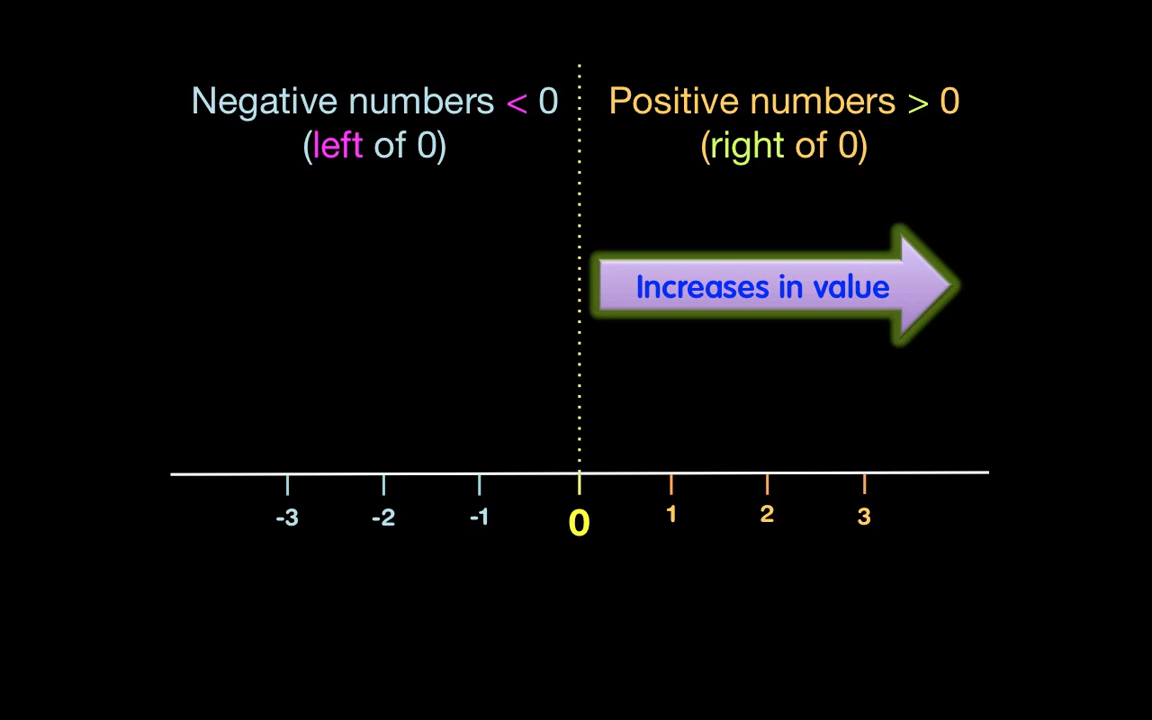 Negative numbers < 0
(left of 0)
Positive numbers > 0
(right of 0)
Increases in value
-3 -2 -1 0 1 2 3